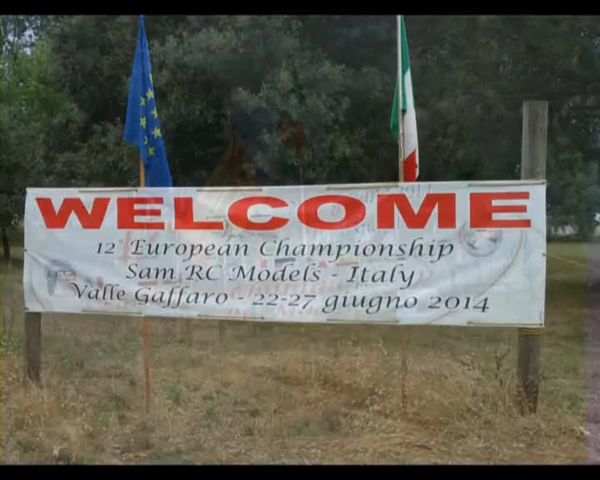 WELCOME
12° European Championship
Sam RC Models - Italy
Valle Gaffaro - 22-27 giugno 2014